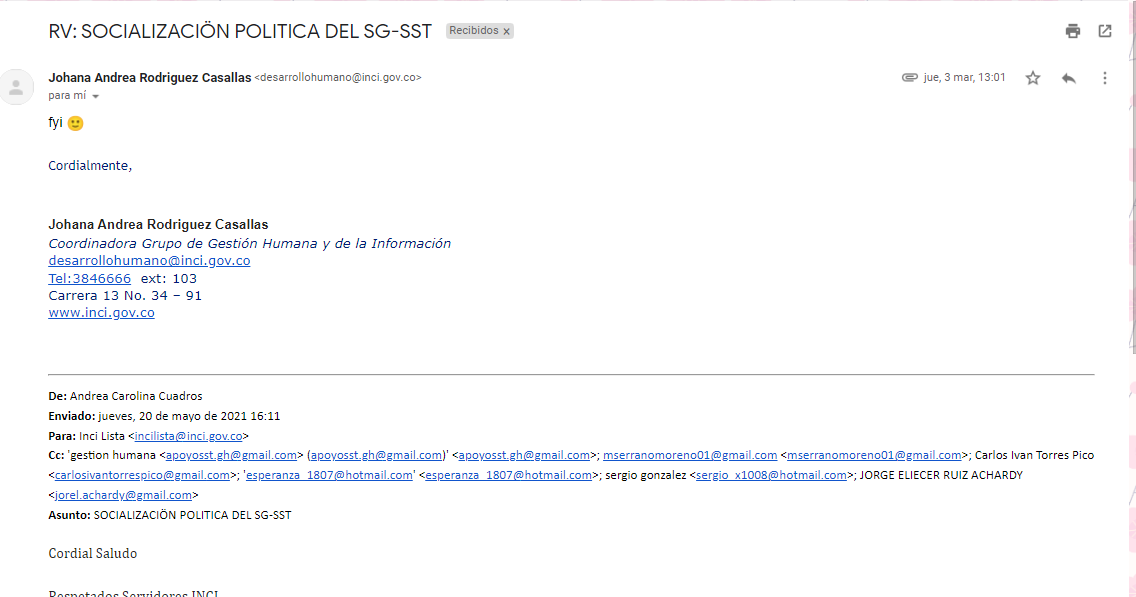 RV: SOCIALIZACIÖN POLITICA DEL SG-SST Recibidos x
Johana Andrea Rodriguez Casallas <desarrollohumano@inci.gov.co> jue, 3 mar, 13:01
para mí
fyi 🙂
Cordialmente,
Johana Andrea Rodriguez Casallas
Coordinadora Grupo de Gestión Humana y de la Información
desarrollohumano@inci.gov.co
Tel:3846666 ext: 103
Carrera 13 No. 34 – 91
www.inci.gov.co
De: Andrea Carolina Cuadros
Enviado: jueves, 20 de mayo de 2021 16:11
Para: Inci Lista <incilista@inci.gov.co>
Cc: 'gestion humana <apoyosst.gh@gmail.com> (apoyosst.gh@gmail.com)' <apoyosst.gh@gmail.com>; mserranomoreno01@gmail.com <mserranomoreno01@gmail.com>; Carlos Ivan Torres Pico
<carlosivantorrespico@gmail.com>; 'esperanza_1807@hotmail.com' <esperanza_1807@hotmail.com>; sergio gonzalez <sergio_x1008@hotmail.com>; JORGE ELIECER RUIZ ACHARDY
<jorel.achardy@gmail.com>
Asunto: SOCIALIZACIÖN POLITICA DEL SG-SST
Cordial Saludo
Respetados Servidores INCI